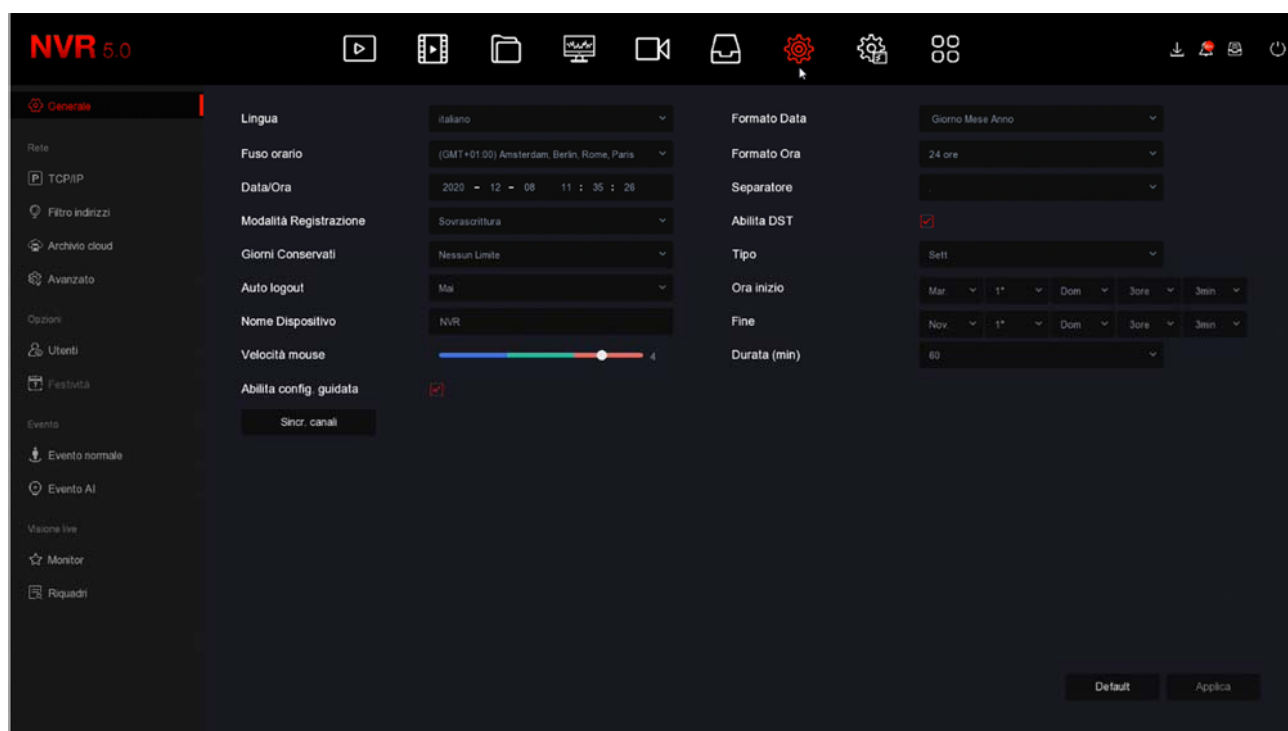 NVR 5.0
Generale
Rete
TCP/IP
Filtro indirizzi
Archivio cloud
Avanzato
Opzioni
Utenti
Festività
Evento
Evento normale
Evento AI
Visione live
Monitor
Riquadri
Lingua italiano
Fuso orario (GMT+01:00) Amsterdam, Berlin, Rome, Paris
Data/Ora 2020 - 12 - 08 11 : 35 : 26
Modalità Registrazione Sovrascrittura
Giorni Conservati Nessun Limite
Auto logout Mai
Nome Dispositivo NVR
Velocità mouse 4
Abilita config. guidata
Sincr. canali
Formato Data Giorno Mese Anno
Formato Ora 24 ore
Separatore .
Abilita DST
Tipo Sett
Ora inizio Mar. 1° Dom 3ore 3min
Fine Nov. 1° Dom 3ore 3min
Durata (min) 60
Default Applica